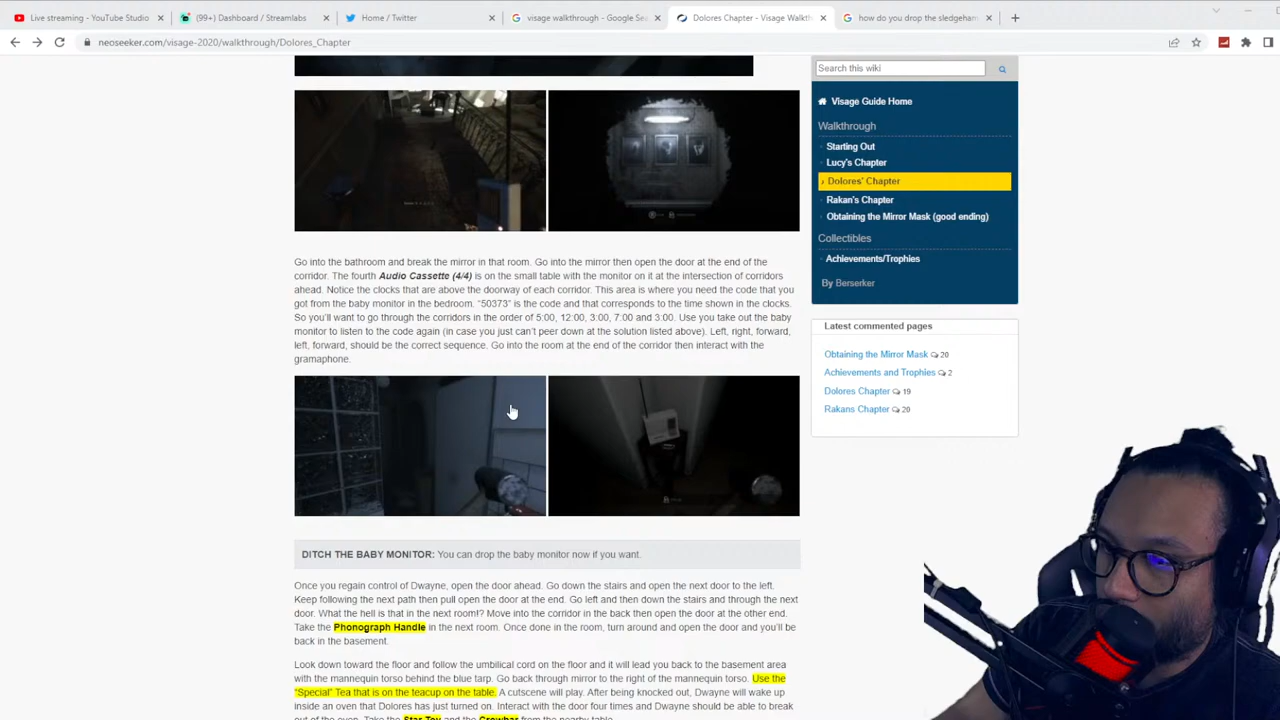 Live streaming - YouTube Studio
(99+) Dashboard / Streamlabs
Home / Twitter
visage walkthrough - Google Sea
Dolores Chapter - Visage Walkth
how do you drop the sledgeham
neoseeker.com/visage-2020/walkthrough/Dolores_Chapter
Go into the bathroom and break the mirror in that room. Go into the mirror then open the door at the end of the
corridor. The fourth Audio Cassette (4/4) is on the small table with the monitor on it at the intersection of corridors
ahead. Notice the clocks that are above the doorway of each corridor. This area is where you need the code that you
got from the baby monitor in the bedroom. "50373" is the code and that corresponds to the time shown in the clocks.
So you'll want to go through the corridors in the order of 5:00, 12:00, 3:00, 7:00 and 3:00. Use you take out the baby
monitor to listen to the code again (in case you just can't peer down at the solution listed above). Left, right, forward,
left, forward, should be the correct sequence. Go into the room at the end of the corridor then interact with the
gramaphone.
DITCH THE BABY MONITOR: You can drop the baby monitor now if you want.
Once you regain control of Dwayne, open the door ahead. Go down the stairs and open the next door to the left.
Keep following the next path then pull open the door at the end. Go left and then down the stairs and through the next
door. What the hell is that in the next room!? Move into the corridor in the back then open the door at the other end.
Take the Phonograph Handle in the next room. Once done in the room, turn around and open the door and you'll be
back in the basement.
Look down toward the floor and follow the umbilical cord on the floor and it will lead you back to the basement area
with the mannequin torso behind the blue tarp. Go back through mirror to the right of the mannequin torso. Use the
"Special" Tea that is on the teacup on the table. A cutscene will play. After being knocked out, Dwayne will wake up
inside an oven that Dolores has just turned on. Interact with the door four times and Dwayne should be able to break
out of the oven. Take the Star Toy and the Crowbar from the nearby table.
Search this wiki
Visage Guide Home
Walkthrough
Starting Out
Lucy's Chapter
Dolores' Chapter
Rakan's Chapter
Obtaining the Mirror Mask (good ending)
Collectibles
Achievements/Trophies
By Berserker
Latest commented pages
Obtaining the Mirror Mask 20
Achievements and Trophies 2
Dolores Chapter 19
Rakans Chapter 20